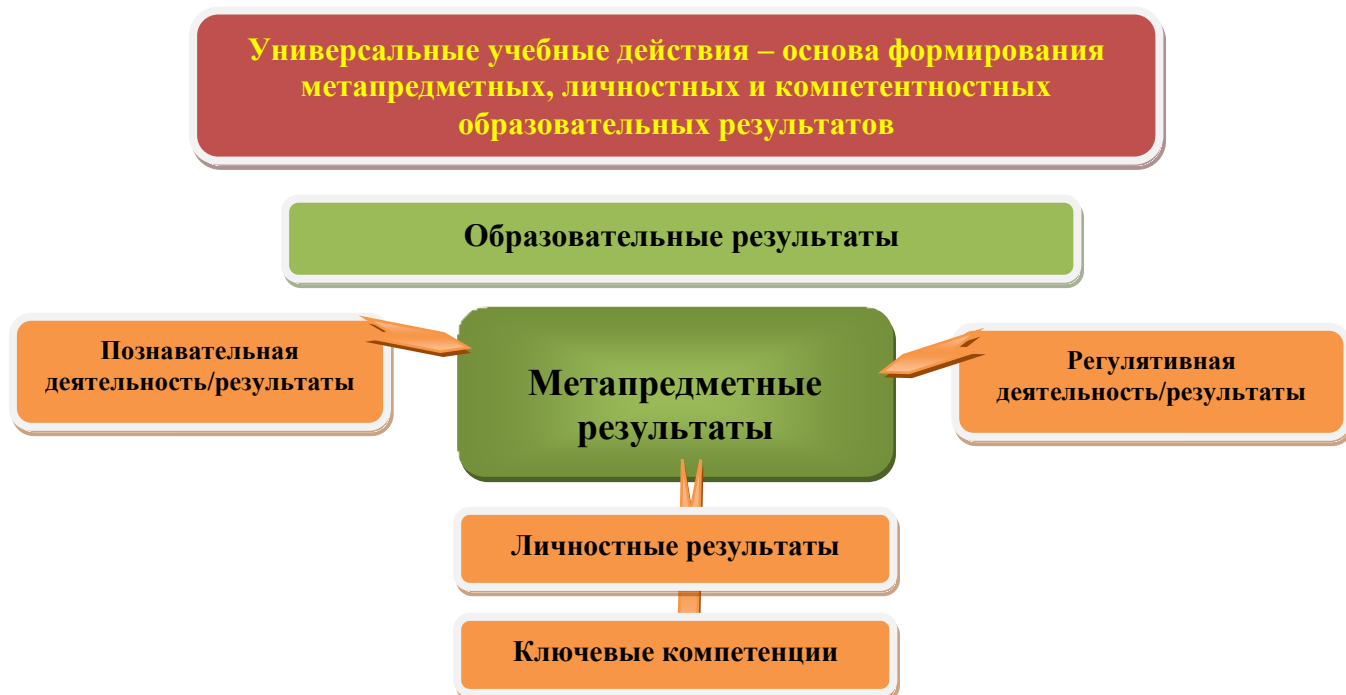 Универсальные учебные действия – основа формирования
метапредметных, личностных и компетентностных
образовательных результатов
Образовательные результаты
Познавательная
деятельность/результаты
Метапредметные
результаты
Регулятивная
деятельность/результаты
Личностные результаты
Ключевые компетенции